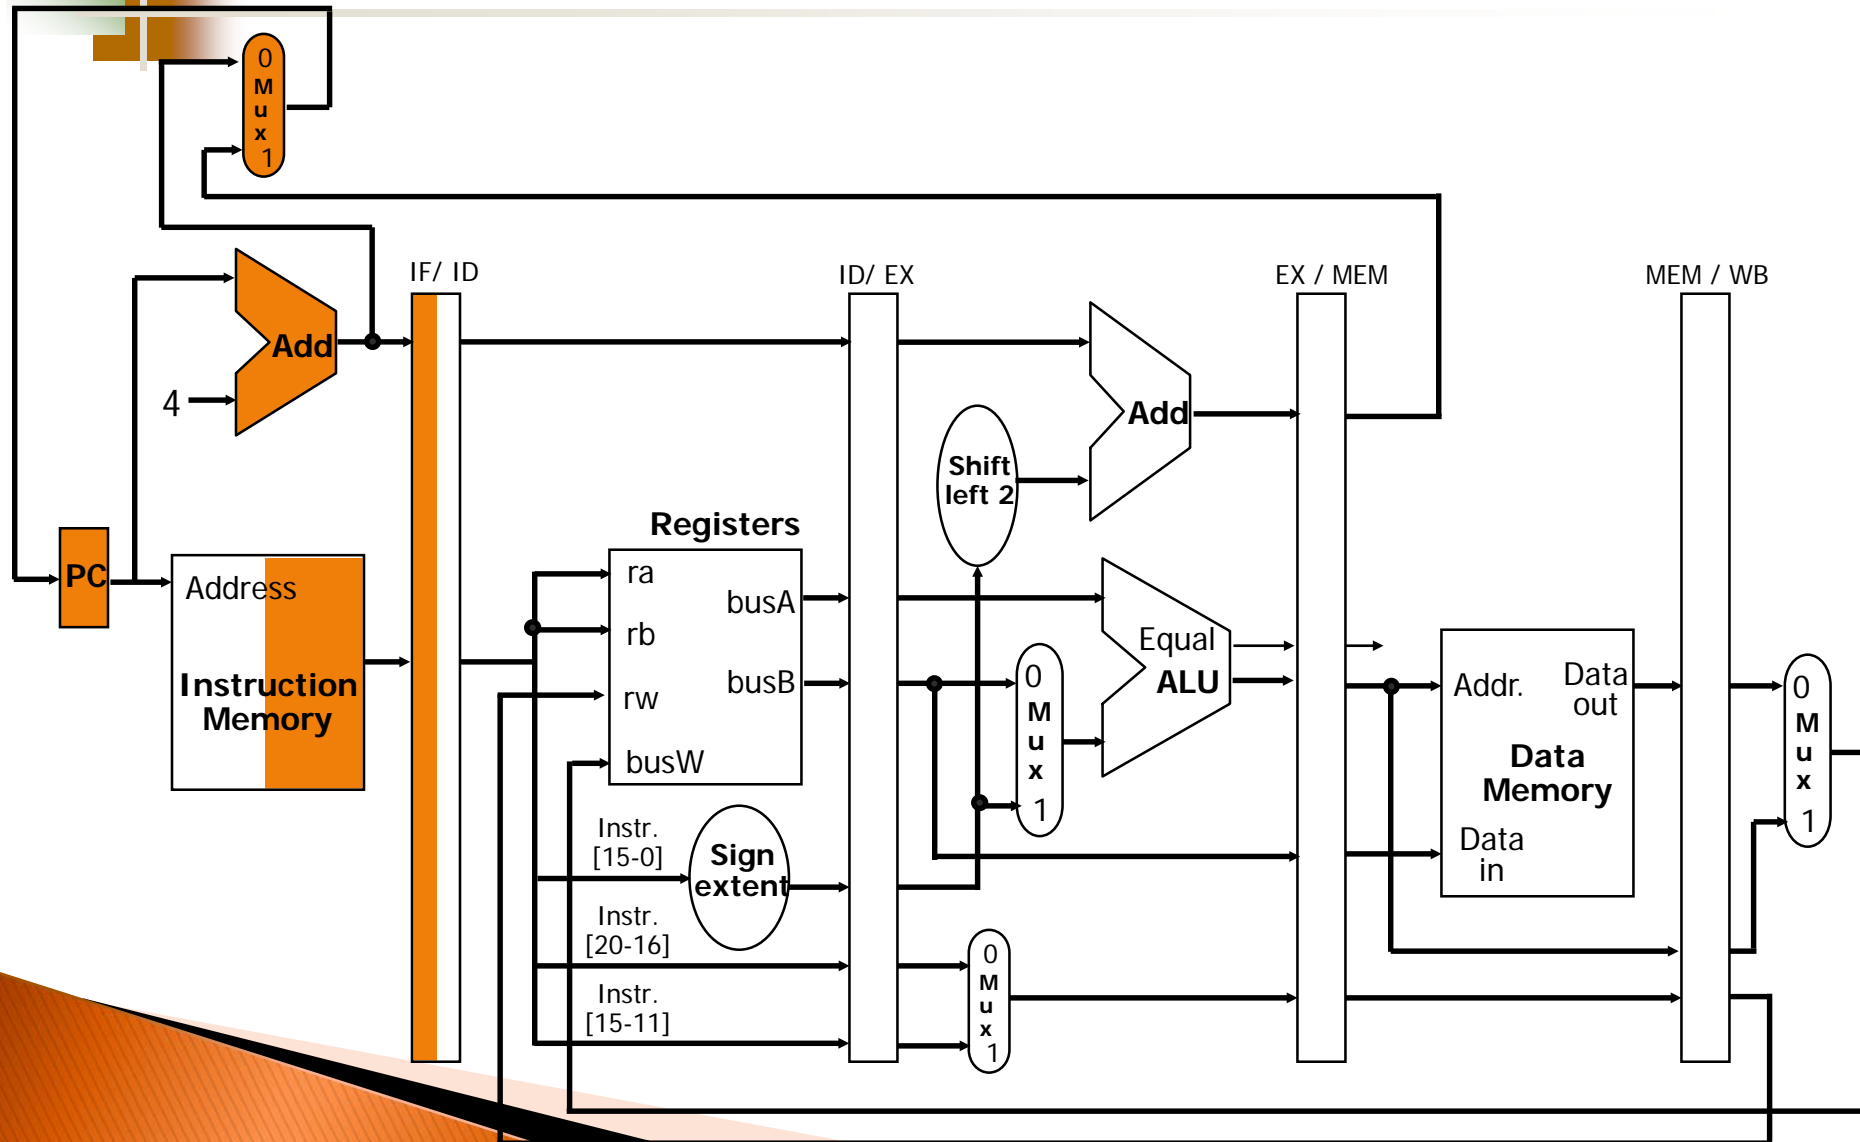 0
M
u
x
1
IF/ ID
ID/ EX
EX / MEM
MEM / WB
Add
4
Add
Shift
left 2
Registers
PC
Address
Instruction
Memory
ra
rb
rw
busW
busA
busB
0
M
u
x
1
Equal
ALU
Addr.
Data
out
Data
Memory
Data
in
0
M
u
x
1
Instr.
[15-0]
Sign
extent
Instr.
[20-16]
Instr.
[15-11]
0
M
u
x
1